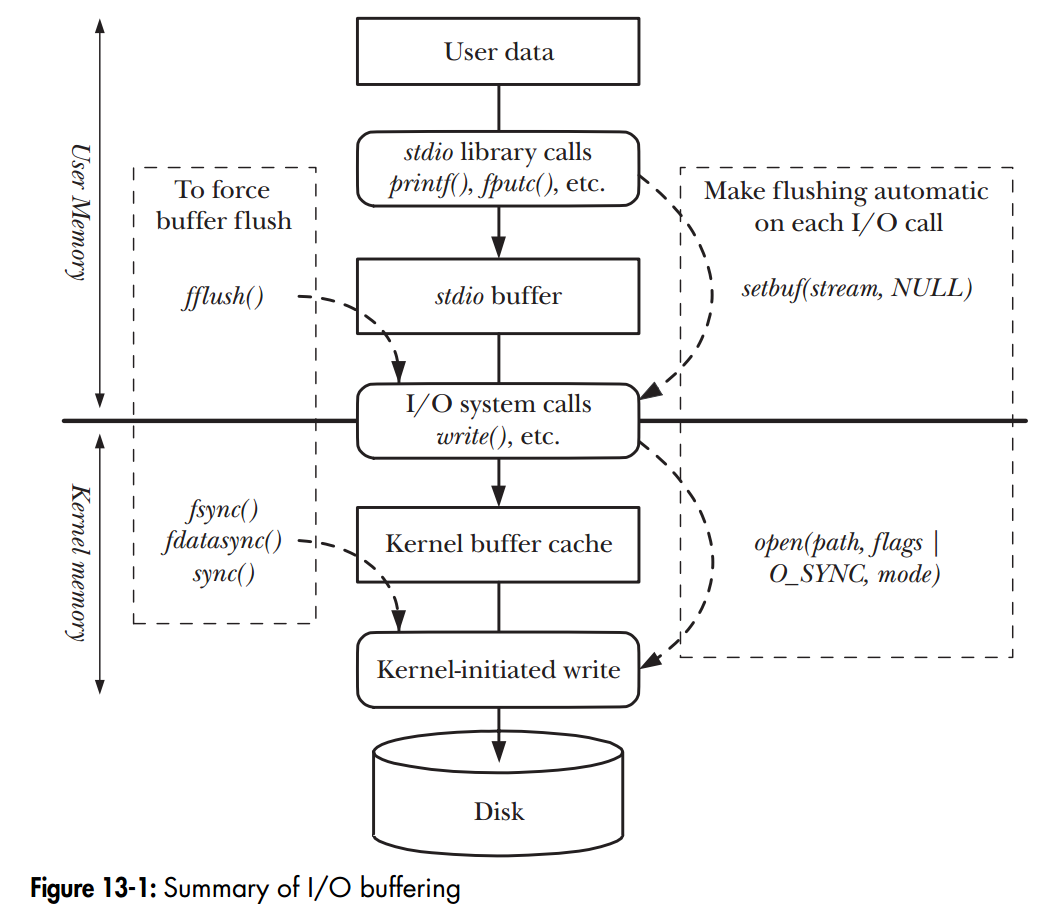 User data
stdio library calls
printf(), fputc(), etc.
User Memory
To force
buffer flush
Make flushing automatic
on each I/O call
fflush()
stdio buffer
setbuf(stream, NULL)
I/O system calls
write(), etc.
Kernel memory
fsync()
fdatasync()
sync()
Kernel buffer cache
open(path, flags |
O_SYNC, mode)
Kernel-initiated write
Disk
Figure 13-1: Summary of I/O buffering